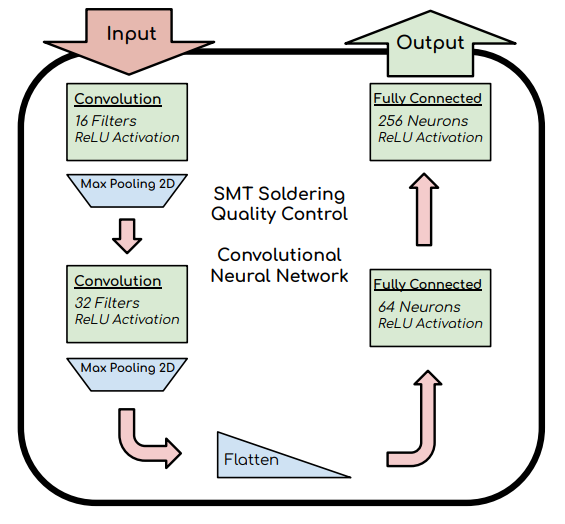 Input
Output
Convolution
16 Filters
ReLU Activation
Max Pooling 2D
Convolution
32 Filters
ReLU Activation
Max Pooling 2D
Flatten
SMT Soldering
Quality Control
Convolutional
Neural Network
Fully Connected
64 Neurons
ReLU Activation
Fully Connected
256 Neurons
ReLU Activation